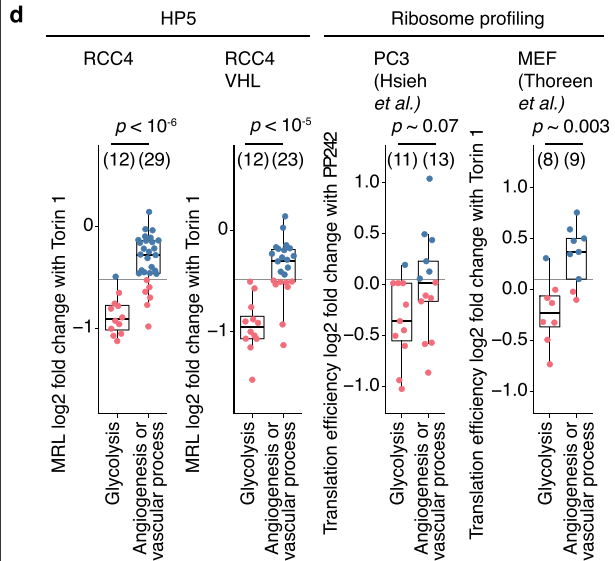 d
HP5
Ribosome profiling
RCC4
RCC4
VHL
PC3
(Hsieh
et al.)
MEF
(Thoreen
et al.)
p < 10-6
(12) (29)
p < 10-5
(12) (23)
p ~ 0.07
(11) (13)
p ~ 0.003
(8) (9)
MRL log2 fold change with Torin 1
0
−1
Glycolysis
Angiogenesis or
vascular process
MRL log2 fold change with Torin 1
0
−1
Glycolysis
Angiogenesis or
vascular process
Translation efficiency log2 fold change with PP242
1.0
0.5
0.0
−0.5
−1.0
Glycolysis
Angiogenesis or
vascular process
Translation efficiency log2 fold change with Torin 1
1.0
0.5
0.0
−0.5
−1.0
Glycolysis
Angiogenesis or
vascular process